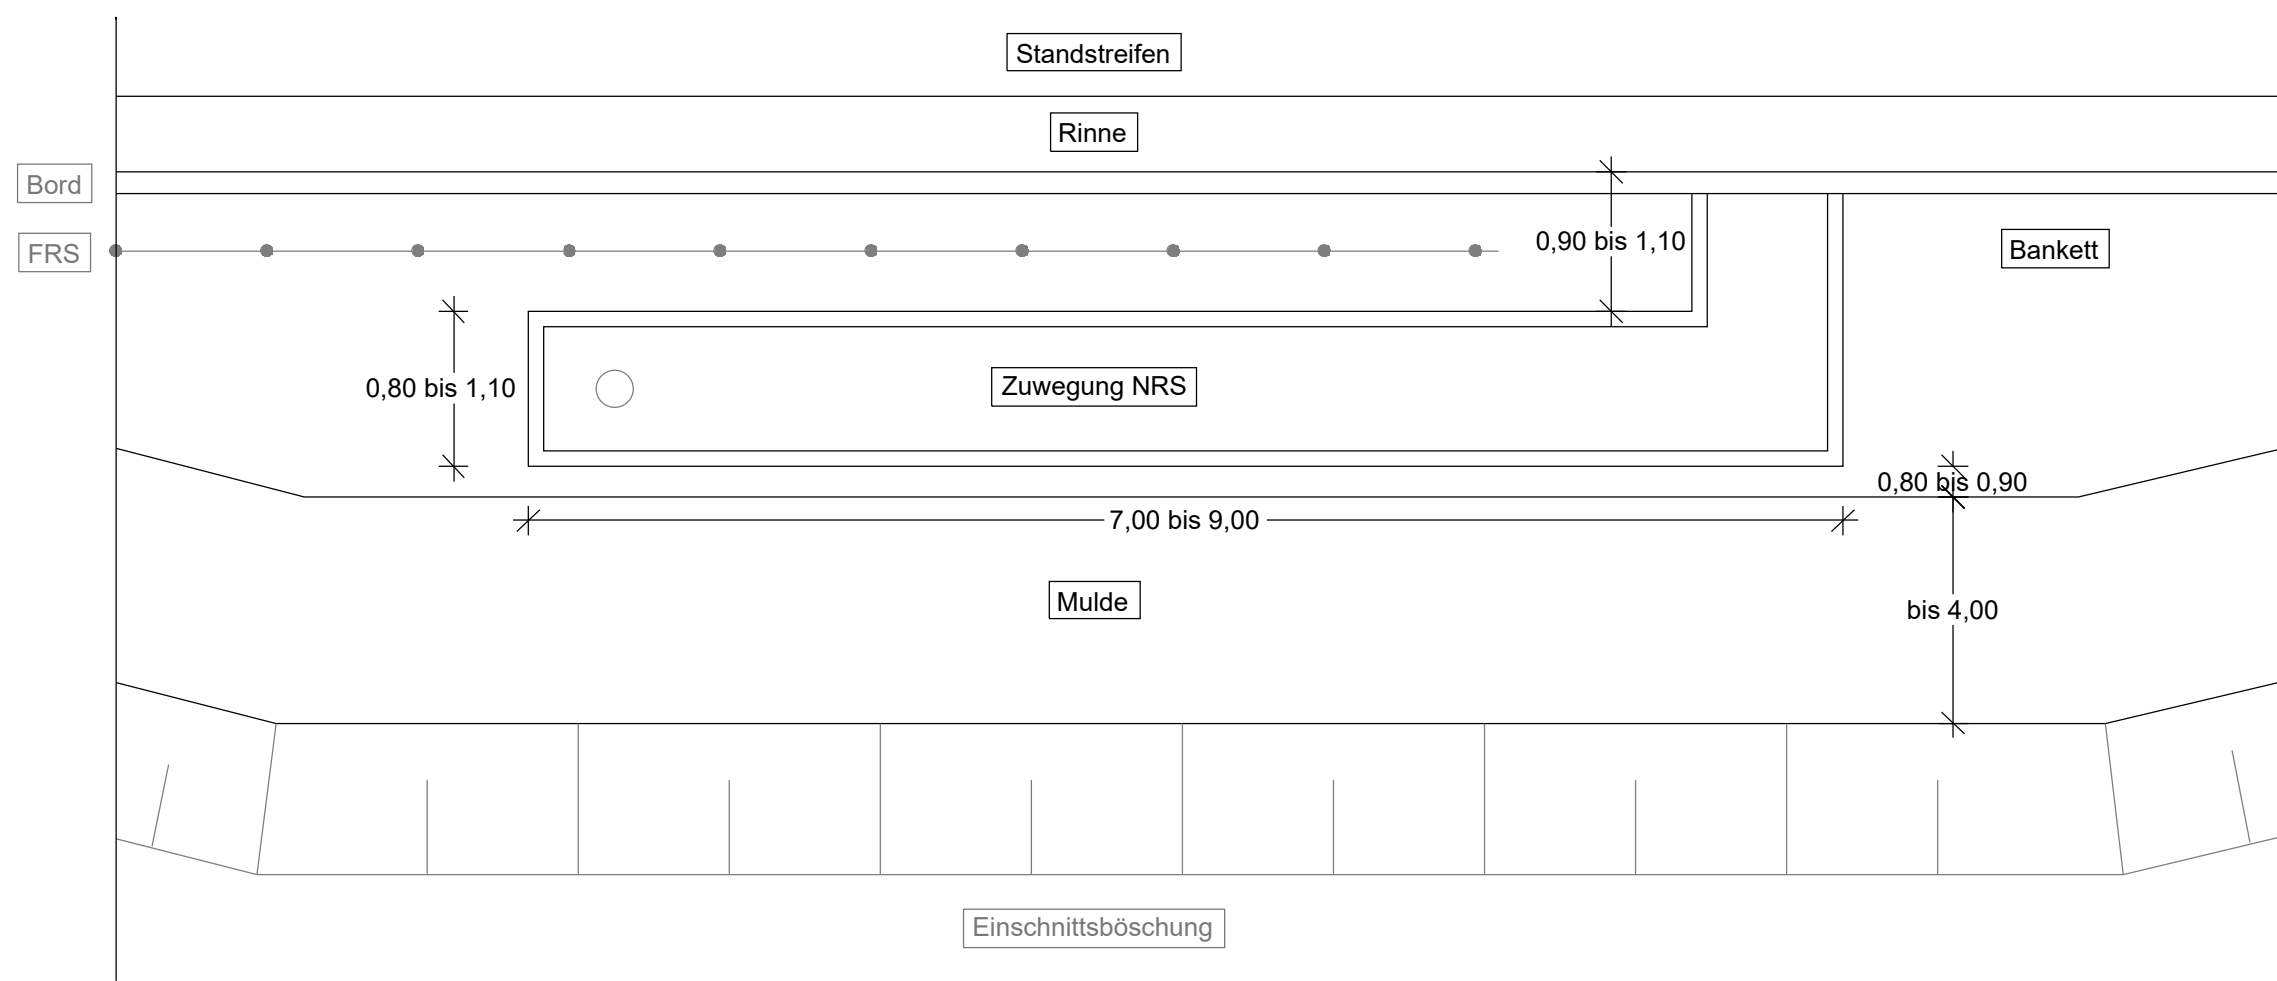 Standstreifen
Rinne
Bord
FRS
0,90 bis 1,10
Bankett
0,80 bis 1,10
Zuwegung NRS
0,80 bis 0,90
7,00 bis 9,00
Mulde
bis 4,00
Einschnittsböschung